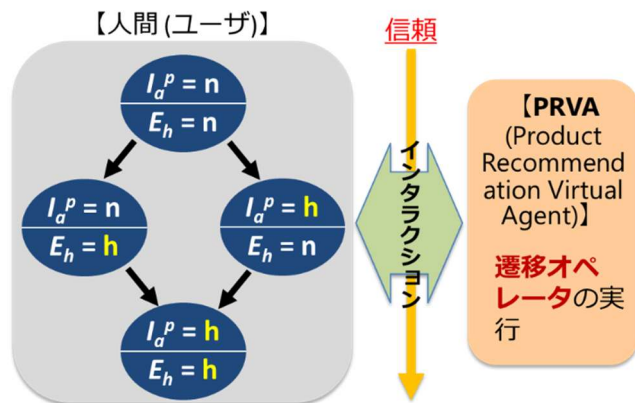 【人間 (ユーザ)】
信頼
Iₐᵖ = n
Eₕ = n
Iₐᵖ = n
Eₕ = h
Iₐᵖ = h
Eₕ = n
Iₐᵖ = h
Eₕ = h
インタラクション
【PRVA
(Product
Recommend
ation Virtual
Agent)】
遷移オペ
レータの実
行